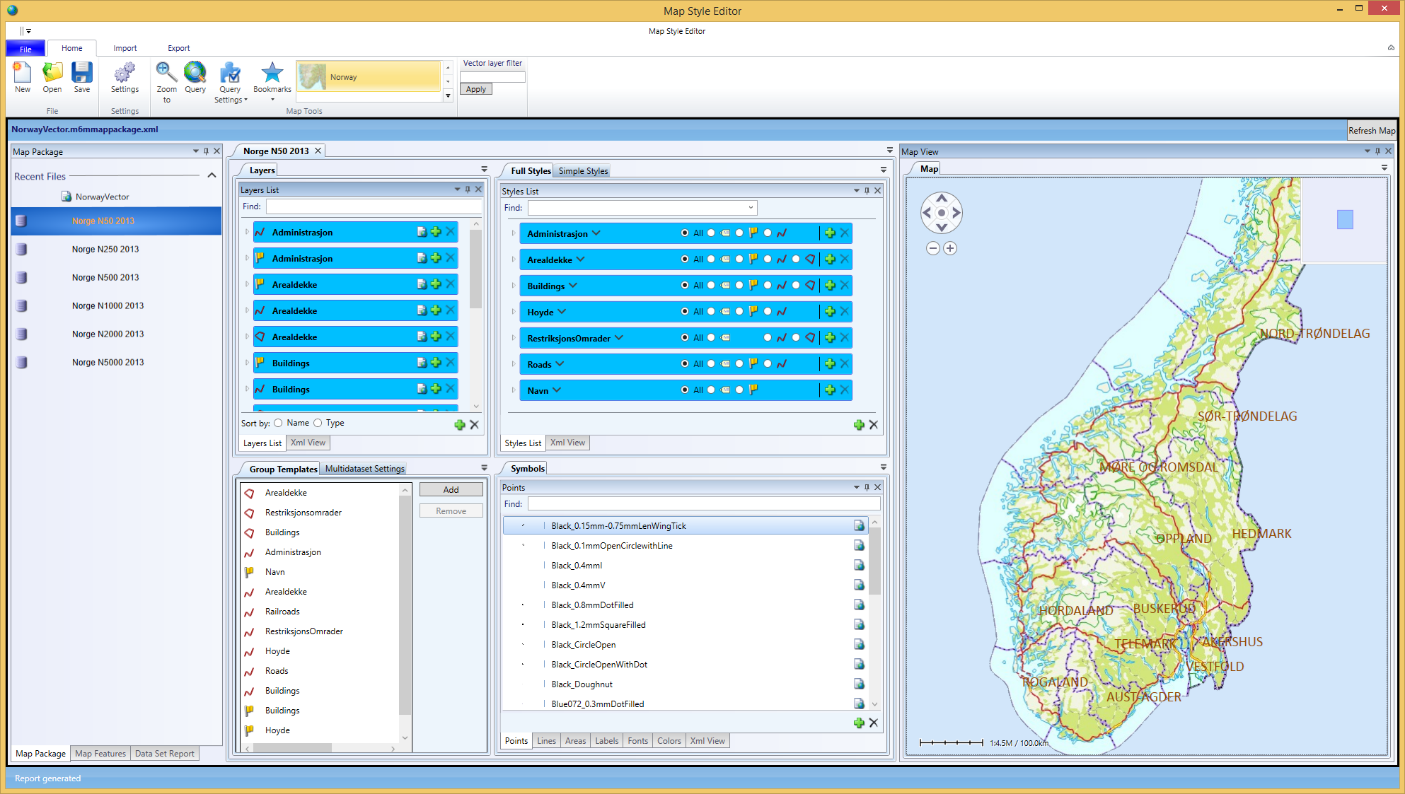 Map Style Editor
Map Style Editor
File Home Import Export
New Open Save Settings Zoom to Query Query Settings Bookmarks Norway Vector layer filter
Apply
File Settings Map Tools
NorwayVector.m6mmappackage.xml Refresh Map
Map Package
Recent Files
NorwayVector
Norge N50 2013
Norge N250 2013
Norge N500 2013
Norge N1000 2013
Norge N2000 2013
Norge N5000 2013
Map Package Map Features Data Set Report
Norge N50 2013
Layers
Layers List
Find:
Administrasjon
Administrasjon
Arealdekke
Arealdekke
Arealdekke
Buildings
Buildings
Sort by: Name Type
Layers List Xml View
Full Styles Simple Styles
Styles List
Find:
Administrasjon All
Arealdekke All
Buildings All
Hoyde All
RestriksjonsOmrader All
Roads All
Navn All
Styles List Xml View
Group Templates Multidataset Settings
Arealdekke
Restriksjonsomrader
Buildings
Administrasjon
Navn
Arealdekke
Railroads
RestriksjonsOmrader
Hoyde
Roads
Buildings
Buildings
Hoyde
Add
Remove
Symbols
Points
Find:
Black_0.15mm-0.75mmLenWingTick
Black_0.1mmOpenCirclewithLine
Black_0.4mmI
Black_0.4mmV
Black_0.8mmDotFilled
Black_1.2mmSquareFilled
Black_CircleOpen
Black_CircleOpenWithDot
Black_Doughnut
Blue072_0.3mmDotFilled
Points Lines Areas Labels Fonts Colors Xml View
Map View
Map
NORD-TRØNDELAG
SØR-TRØNDELAG
MØRE OG ROMSDAL
HEDMARK
OPPLAND
HORDALAND
BUSKERUD
TELEMARK
AKERSHUS
VESTFOLD
ROGALAND
AUST-AGDER
1:4.5M / 100.0km
Report generated